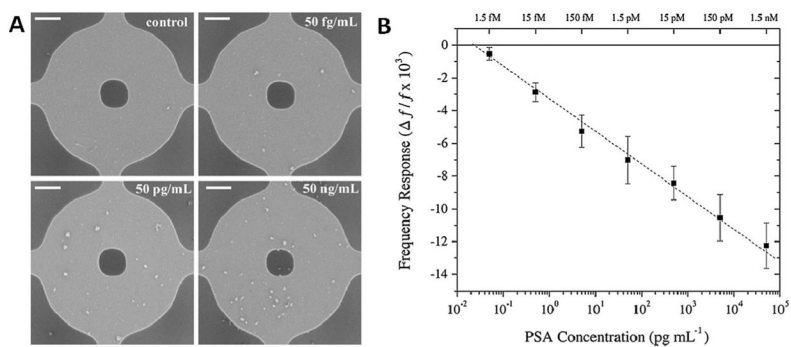 A
control
50 fg/mL
50 pg/mL
50 ng/mL
B
1.5 fM 15 fM 150 fM 1.5 pM 15 pM 150 pM 1.5 nM
0
-2
-4
-6
-8
-10
-12
-14
Frequency Response (Δ f / f x 10³)
10⁻² 10⁻¹ 10⁰ 10¹ 10² 10³ 10⁴ 10⁵
PSA Concentration (pg mL⁻¹)